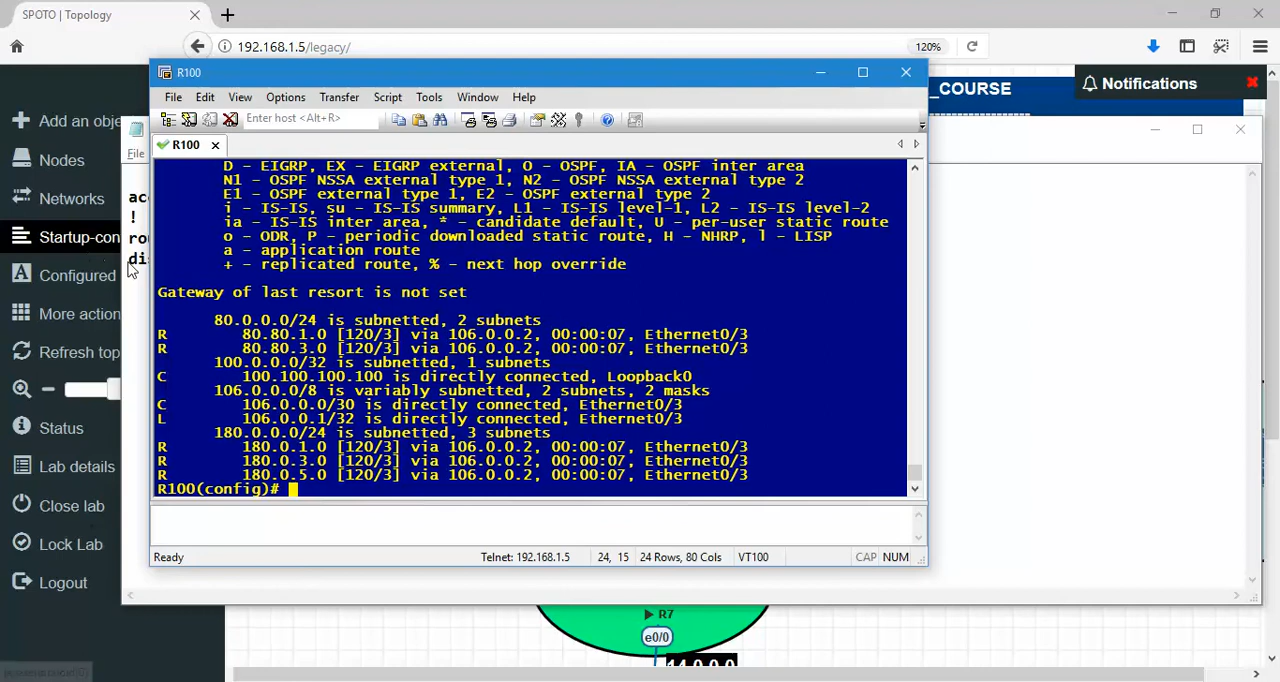 SPOTO | Topology
192.168.1.5/legacy/
120%
_COURSE
Notifications
R100
File Edit View Options Transfer Script Tools Window Help
Enter host <Alt+R>
R100
Add an obje
Nodes
Networks
Startup-con
Configured
More action
Refresh top
Status
Lab details
Close lab
Lock Lab
Logout
File
acc
!
rou
dis
D - EIGRP, EX - EIGRP external, O - OSPF, IA - OSPF inter area
N1 - OSPF NSSA external type 1, N2 - OSPF NSSA external type 2
E1 - OSPF external type 1, E2 - OSPF external type 2
i - IS-IS, su - IS-IS summary, L1 - IS-IS level-1, L2 - IS-IS level-2
ia - IS-IS inter area, * - candidate default, U - per-user static route
o - ODR, P - periodic downloaded static route, H - NHRP, l - LISP
a - application route
+ - replicated route, % - next hop override
Gateway of last resort is not set
80.0.0.0/24 is subnetted, 2 subnets
R 80.80.1.0 [120/3] via 106.0.0.2, 00:00:07, Ethernet0/3
R 80.80.3.0 [120/3] via 106.0.0.2, 00:00:07, Ethernet0/3
100.0.0.0/32 is subnetted, 1 subnets
C 100.100.100.100 is directly connected, Loopback0
106.0.0.0/8 is variably subnetted, 2 subnets, 2 masks
C 106.0.0.0/30 is directly connected, Ethernet0/3
L 106.0.0.1/32 is directly connected, Ethernet0/3
180.0.0.0/24 is subnetted, 3 subnets
R 180.0.1.0 [120/3] via 106.0.0.2, 00:00:07, Ethernet0/3
R 180.0.3.0 [120/3] via 106.0.0.2, 00:00:07, Ethernet0/3
R 180.0.5.0 [120/3] via 106.0.0.2, 00:00:07, Ethernet0/3
R100(config)#
Ready
Telnet: 192.168.1.5 24, 15 24 Rows, 80 Cols VT100 CAP NUM
R7
e0/0
14.0.0.0